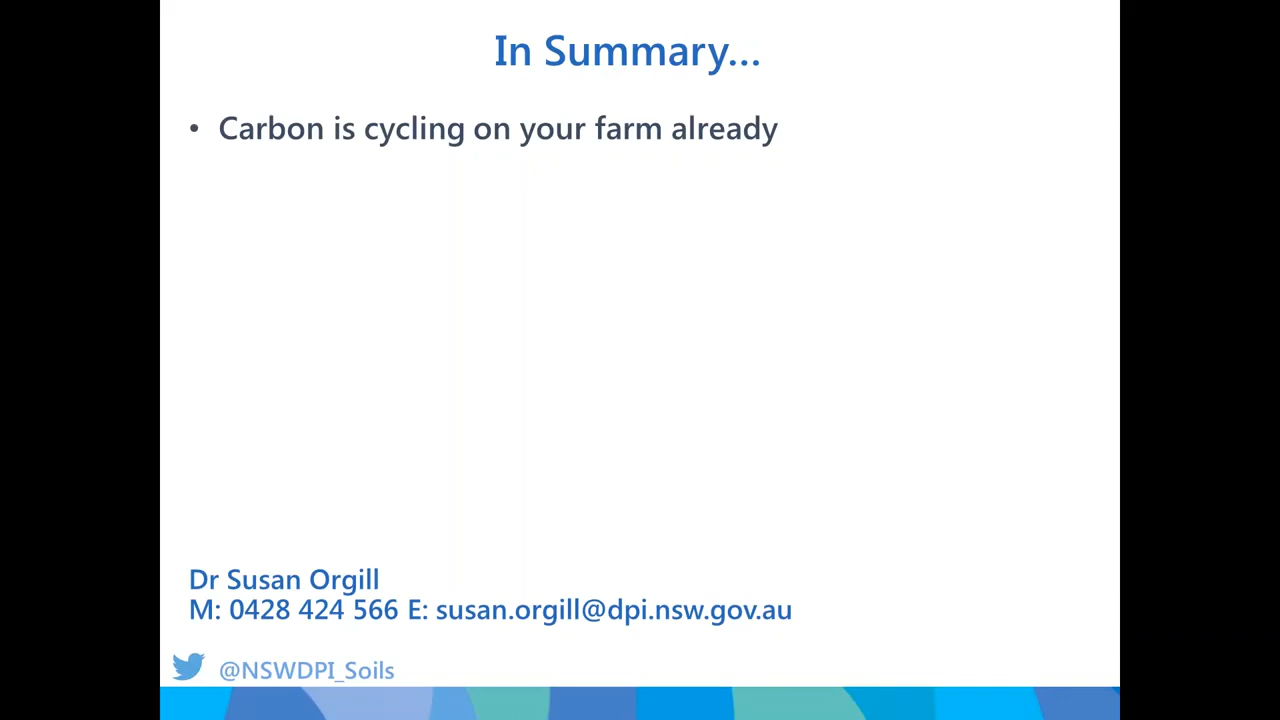 In Summary...
• Carbon is cycling on your farm already
Dr Susan Orgill
M: 0428 424 566 E: susan.orgill@dpi.nsw.gov.au
@NSWDPI_Soils